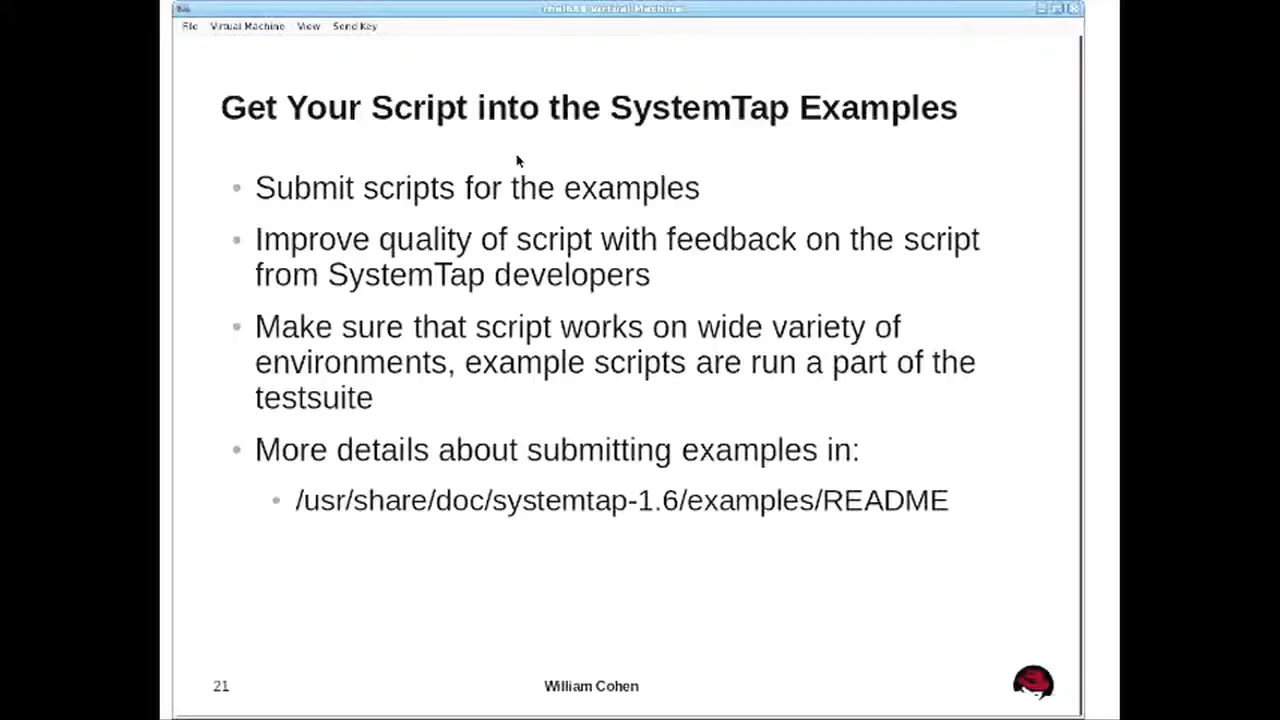 File Virtual Machine View Send Key
Get Your Script into the SystemTap Examples
Submit scripts for the examples
Improve quality of script with feedback on the script
from SystemTap developers
Make sure that script works on wide variety of
environments, example scripts are run a part of the
testsuite
More details about submitting examples in:
/usr/share/doc/systemtap-1.6/examples/README
21 William Cohen